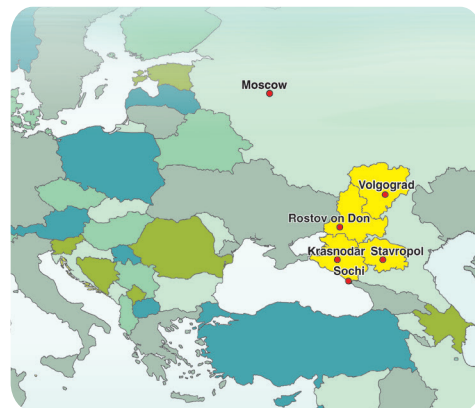 Moscow
Volgograd
Rostov on Don
Krasnodar
Stavropol
Sochi